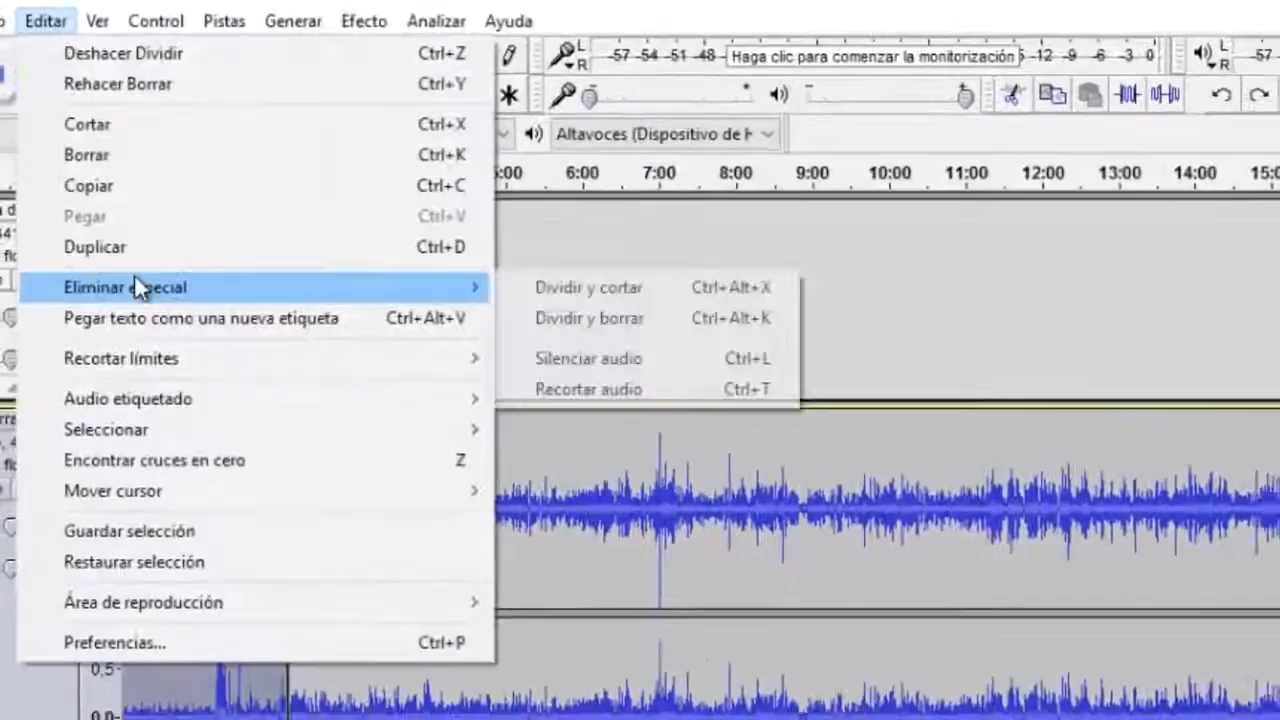 Editar Ver Control Pistas Generar Efecto Analizar Ayuda
Deshacer Dividir Ctrl+Z
Rehacer Borrar Ctrl+Y
Cortar Ctrl+X
Borrar Ctrl+K
Copiar Ctrl+C
Pegar Ctrl+V
Duplicar Ctrl+D
Eliminar especial
Pegar texto como una nueva etiqueta Ctrl+Alt+V
Recortar límites
Audio etiquetado
Seleccionar
Encontrar cruces en cero Z
Mover cursor
Guardar selección
Restaurar selección
Área de reproducción
Preferencias... Ctrl+P
Dividir y cortar Ctrl+Alt+X
Dividir y borrar Ctrl+Alt+K
Silenciar audio Ctrl+L
Recortar audio Ctrl+T
L
R
-57 -54 -51 -48 Haga clic para comenzar la monitorización -12 -9 -6 -3 0
L
R
-57
Altavoces (Dispositivo de
6:00 7:00 8:00 9:00 10:00 11:00 12:00 13:00 14:00
0,5
0,0